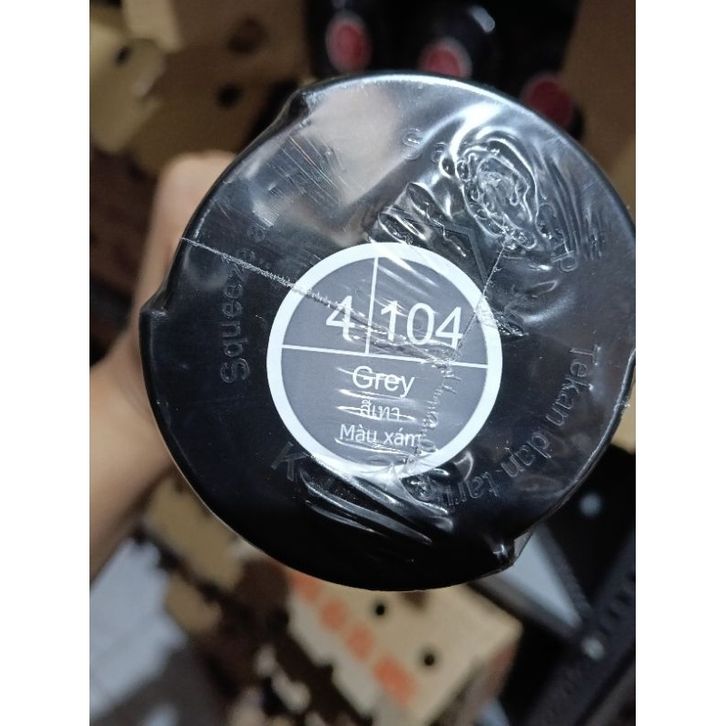 4 104
Grey
สีเทา
Màu xám
Squeeze
Tekan dan tarik